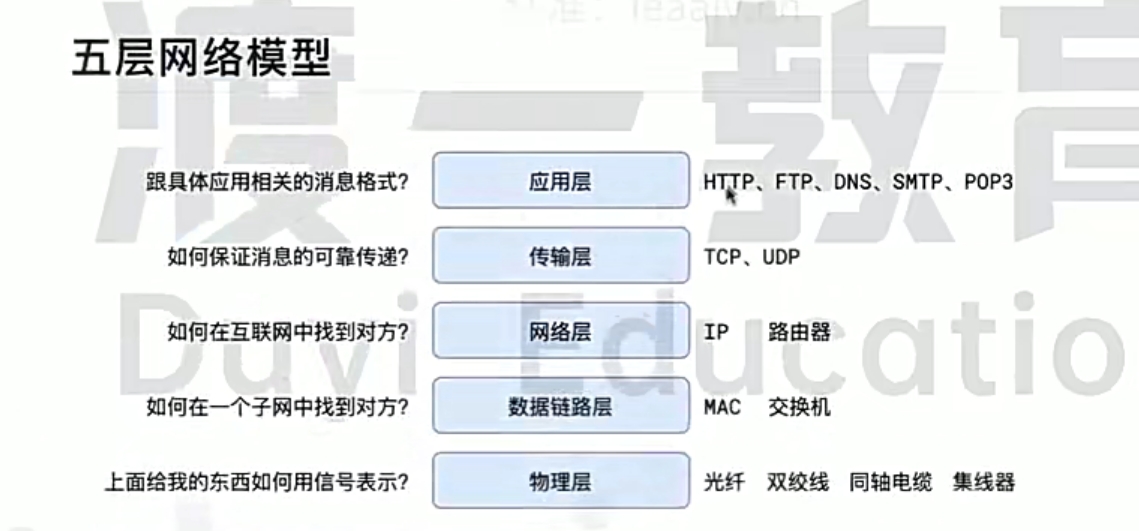 五层网络模型
跟具体应用相关的消息格式? 应用层 HTTP、FTP、DNS、SMTP、POP3
如何保证消息的可靠传递? 传输层 TCP、UDP
如何在互联网中找到对方? 网络层 IP 路由器
如何在一个子网中找到对方? 数据链路层 MAC 交换机
上面给我的东西如何用信号表示? 物理层 光纤 双绞线 同轴电缆 集线器
渡一教育
Duyi Educatio